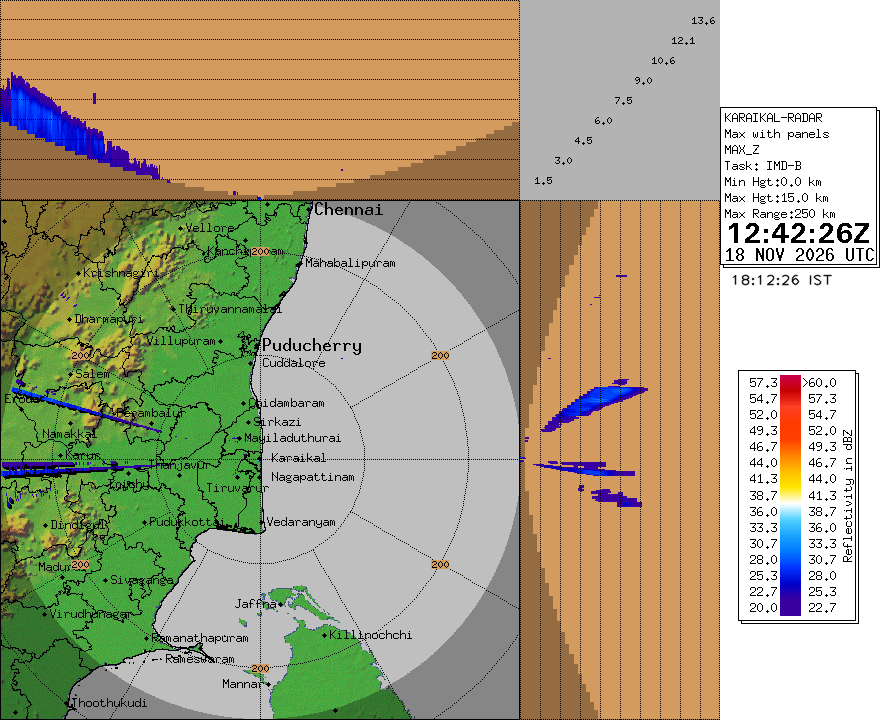 13.6
12.1
10.6
9.0
7.5
6.0
4.5
3.0
1.5
KARAIKAL-RADAR
Max with panels
MAX_Z
Task: IMD-B
Min Hgt:0.0 km
Max Hgt:15.0 km
Max Range:250 km
12:42:26Z
18 NOV 2026 UTC
18:12:26 IST
Chennai
Vellore
200
Mahabalipuram
Krishnagiri
Thiruvannamalai
Dharmapuri
Villupuram
Puducherry
200
200
Cuddalore
Salem
Chidambaram
Perambalur
Sirkazi
Namakkal
Mayiladuthurai
Karur
Karaikal
Thanjavur
Nagapattinam
Tiruvarur
Dindigul
Pudukkottai
Vedaranyam
200
200
Sivaganga
Jaffna
Virudhunagar
Ramanathapuram
Killinochchi
Rameswaram
200
Mannar
Thoothukudi
57.3 >60.0
54.7 57.3
52.0 54.7
49.3 52.0
46.7 49.3
44.0 46.7
41.3 44.0
38.7 41.3
36.0 38.7
33.3 36.0
30.7 33.3
28.0 30.7
25.3 28.0
22.7 25.3
20.0 22.7
Reflectivity in dBZ